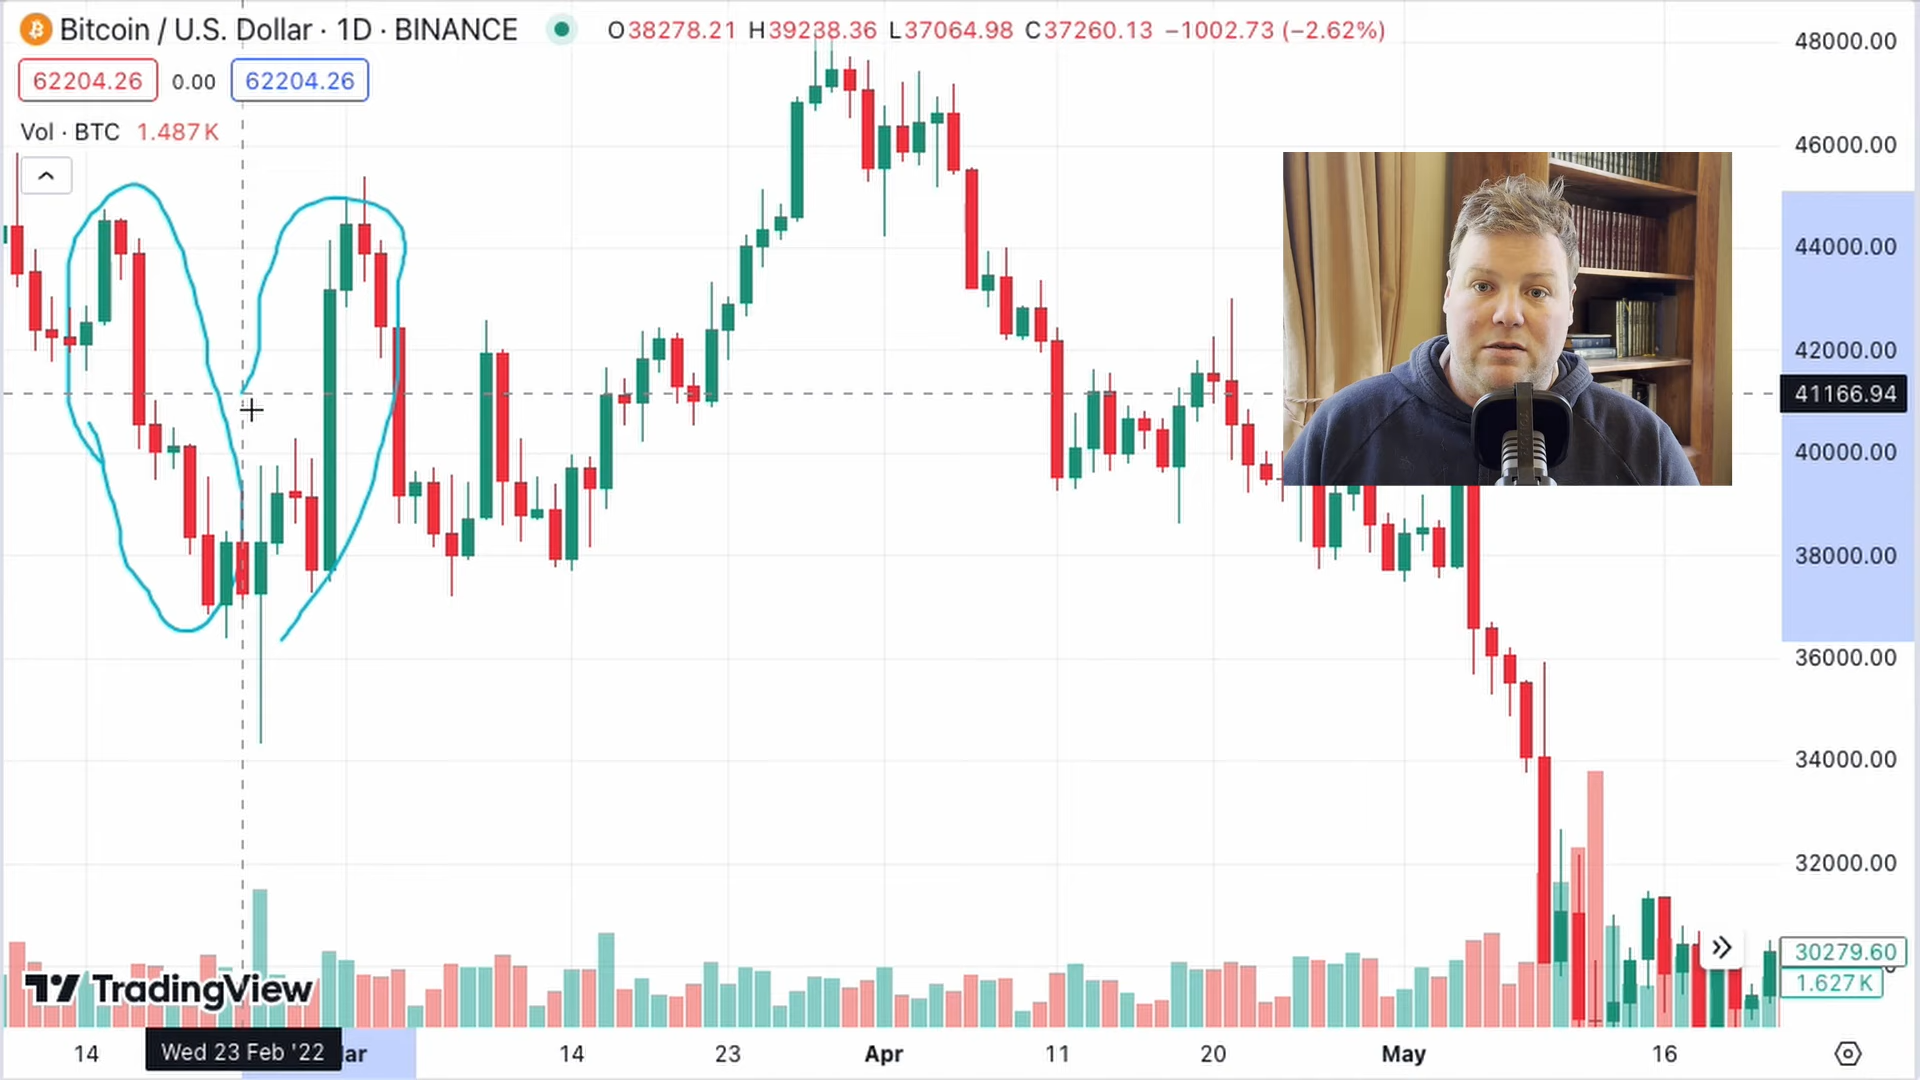 Bitcoin / U.S. Dollar · 1D · BINANCE O38278.21 H39238.36 L37064.98 C37260.13 −1002.73 (−2.62%)
62204.26 0.00 62204.26
Vol · BTC 1.487 K
48000.00
46000.00
44000.00
42000.00
41166.94
40000.00
38000.00
36000.00
34000.00
32000.00
30279.60
1.627 K
TradingView
14 Wed 23 Feb '22 14 23 Apr 11 20 May 16